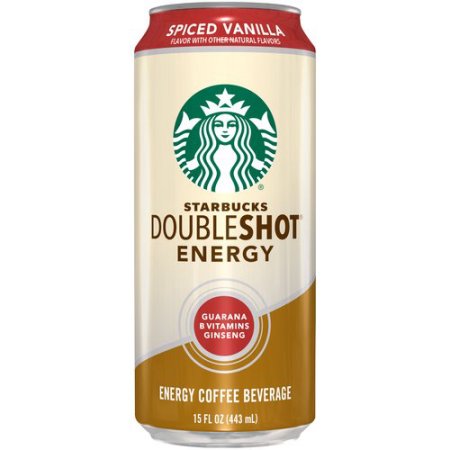 SPICED VANILLA
FLAVOR WITH OTHER NATURAL FLAVORS
®
STARBUCKS
DOUBLESHOT®
ENERGY
GUARANA
B VITAMINS
GINSENG
ENERGY COFFEE BEVERAGE
15 FL OZ (443 mL)